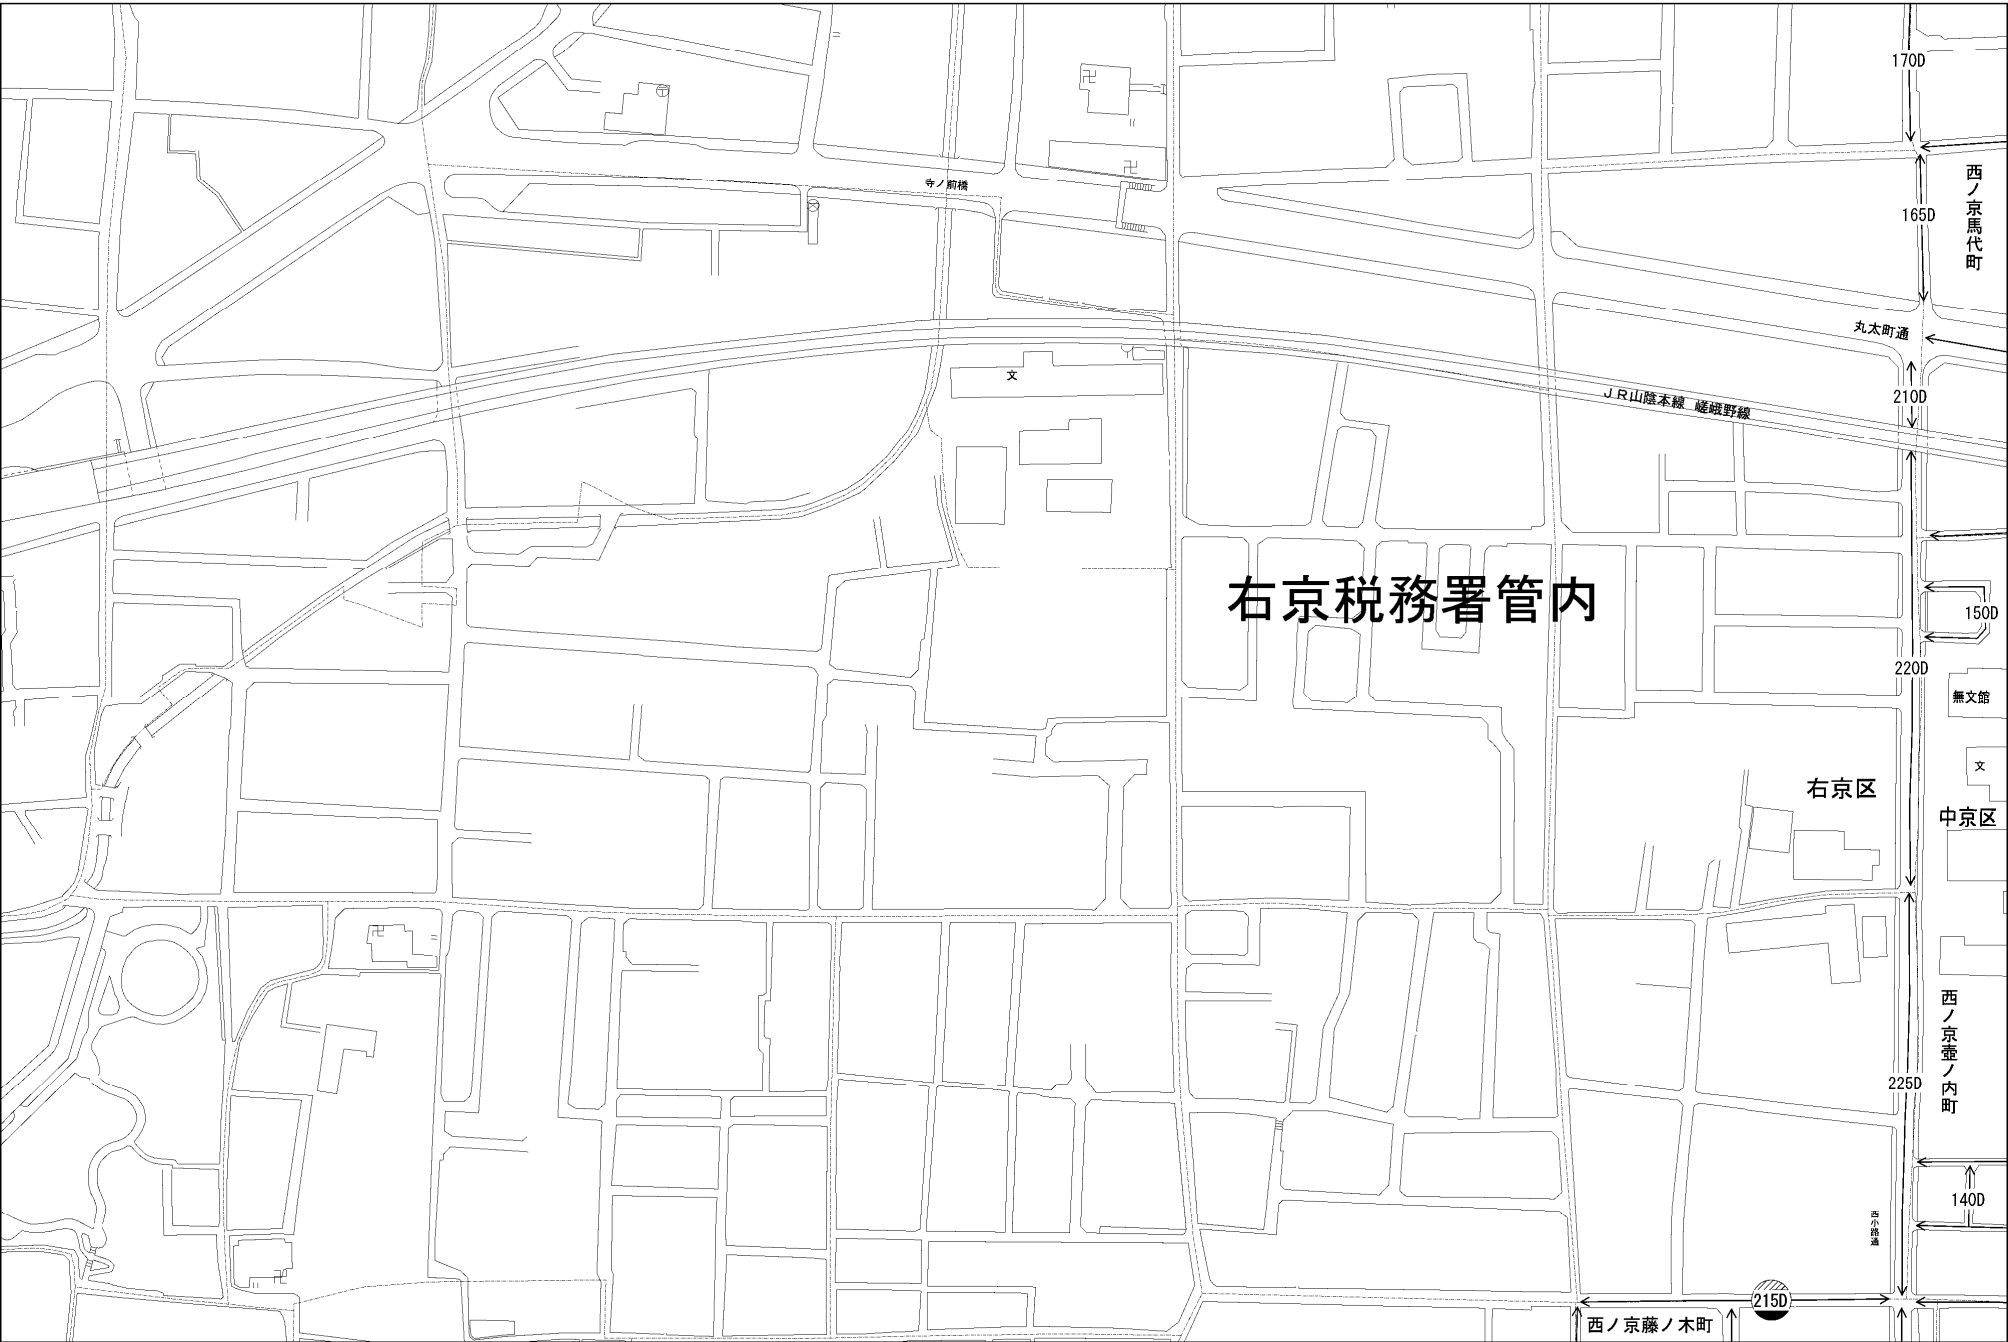 170D
西ノ京馬代町
165D
寺ノ前橋
丸太町通
文
210D
JR山陰本線 嵯峨野線
右京税務署管内
150D
220D
無文館
文
右京区
中京区
西ノ京壷ノ内町
225D
140D
西小路通
215D
西ノ京藤ノ木町